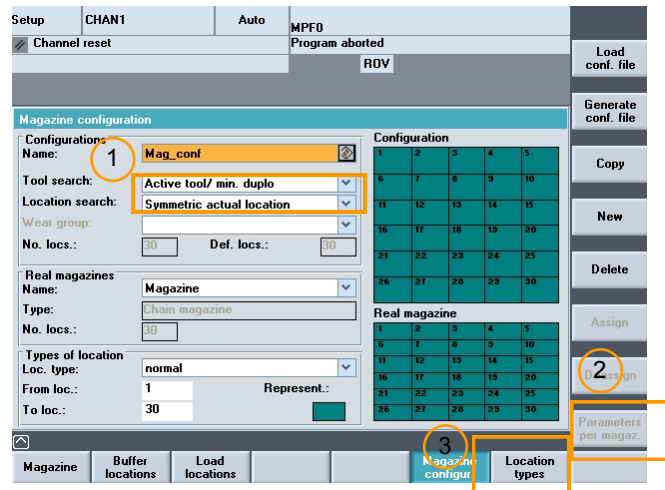 Setup CHAN1 Auto MPF0
Channel reset Program aborted
ROV
Load
conf. file
Generate
conf. file
Copy
New
Delete
Assign
Parameters
per magaz.
Magazine configuration
Configurations
Name: Mag_conf
1
Tool search: Active tool/ min. duplo
Location search: Symmetric actual location
Wear group:
No. locs.: 30 Def. locs.: 30
Real magazines
Name: Magazine
Type: Chain magazine
No. locs.: 30
Types of location
Loc. type: normal
From loc.: 1 Represent.:
To loc.: 30
Configuration
1 2 3 4 5
6 7 8 9 10
11 12 13 14 15
16 17 18 19 20
21 22 23 24 25
26 27 28 29 30
Real magazine
1 2 3 4 5
6 7 8 9 10
11 12 13 14 15
16 17 18 19 20
21 22 23 24 25
26 27 28 29 30
2
3
Magazine
Buffer
locations
Load
locations
Magazine
configur.
Location
types